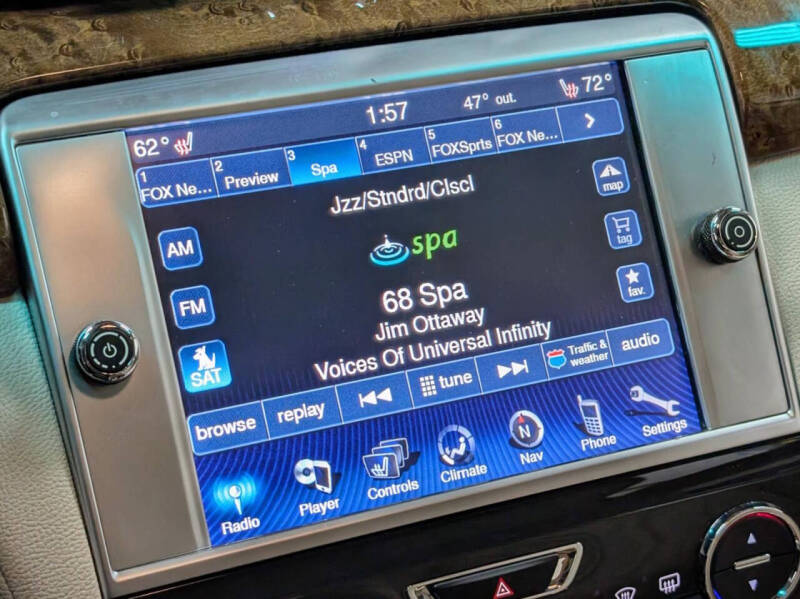 62° 1:57 47° out. 72°
1 FOX Ne... 2 Preview 3 Spa 4 ESPN 5 FOXSprts 6 FOX Ne... >
Jzz/Stndrd/Clscl
map
AM
spa
tag
FM
68 Spa
fav.
Jim Ottaway
SAT
Voices Of Universal Infinity
browse replay tune Traffic & weather audio
Radio Player Controls Climate N Nav Phone Settings